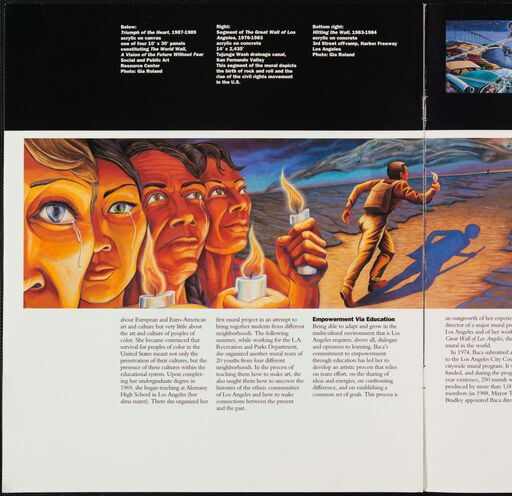 Below:
Triumph of the Heart, 1987-1989
acrylic on canvas
one of four 10' x 30' panels
constituting The World Wall,
A Vision of the Future Without Fear
Social and Public Art
Resource Center
Photo: Gia Roland
Right:
Segment of The Great Wall of Los
Angeles, 1976-1983
acrylic on concrete
14' x 2,435'
Tujunga Wash drainage canal,
San Fernando Valley
This segment of the mural depicts
the birth of rock and roll and the
rise of the civil rights movement
in the U.S.
Bottom right:
Hitting the Wall, 1983-1984
acrylic on concrete
3rd Street off-ramp, Harbor Freeway
Los Angeles
Photo: Gia Roland
about European and Euro-American
art and culture but very little about
the art and culture of peoples of
color. She became convinced that
survival for peoples of color in the
United States meant not only the
preservation of their cultures, but the
presence of these cultures within the
educational system. Upon complet-
ing her undergraduate degree in
1969, she began teaching at Alemany
High School in Los Angeles (her
alma mater). There she organized her
first mural project in an attempt to
bring together students from different
neighborhoods. The following
summer, while working for the L.A.
Recreation and Parks Department,
she organized another mural team of
20 youths from four different
neighborhoods. In the process of
teaching them how to make art, she
also taught them how to uncover the
histories of the ethnic communities
of Los Angeles and how to make
connections between the present
and the past.
Empowerment Via Education
Being able to adapt and grow in the
multicultural environment that is Los
Angeles requires, above all, dialogue
and openness to learning. Baca's
commitment to empowerment
through education has led her to
develop an artistic process that relies
on team effort, on the sharing of
ideas and energies, on confronting
difference, and on establishing a
common set of goals. This process is
an outgrowth of her experie
director of a major mural pr
Los Angeles and of her work
Great Wall of Los Angeles, the
mural in the world.
In 1974, Baca submitted a
to the Los Angeles City Cou
citywide mural program. It w
funded, and during the prog
year existence, 250 murals w
produced by more than 1,00
members (in 1988, Mayor T
Bradley appointed Baca dire